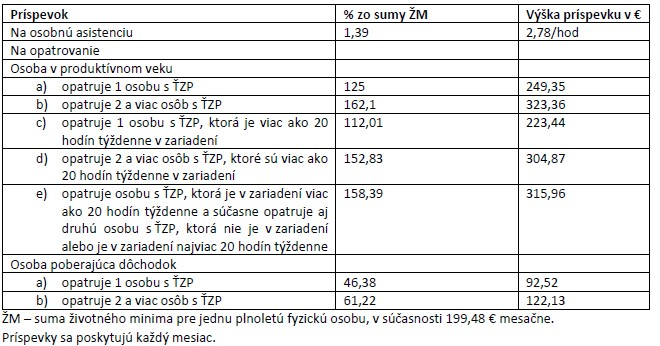 Príspevok % zo sumy ŽM Výška príspevku v €
Na osobnú asistenciu 1,39 2,78/hod
Na opatrovanie
Osoba v produktívnom veku
a) opatruje 1 osobu s ŤZP 125 249,35
b) opatruje 2 a viac osôb s ŤZP 162,1 323,36
c) opatruje 1 osobu s ŤZP, ktorá je viac ako 20 112,01 223,44
hodín týždenne v zariadení
d) opatruje 2 a viac osôb s ŤZP, ktoré sú viac ako 152,83 304,87
20 hodín týždenne v zariadení
e) opatruje osobu s ŤZP, ktorá je v zariadení viac 158,39 315,96
ako 20 hodín týždenne a súčasne opatruje aj
druhú osobu s ŤZP, ktorá nie je v zariadení
alebo je v zariadení najviac 20 hodín týždenne
Osoba poberajúca dôchodok
a) opatruje 1 osobu s ŤZP 46,38 92,52
b) opatruje 2 a viac osôb s ŤZP 61,22 122,13
ŽM – suma životného minima pre jednu plnoletú fyzickú osobu, v súčasnosti 199,48 € mesačne.
Príspevky sa poskytujú každý mesiac.